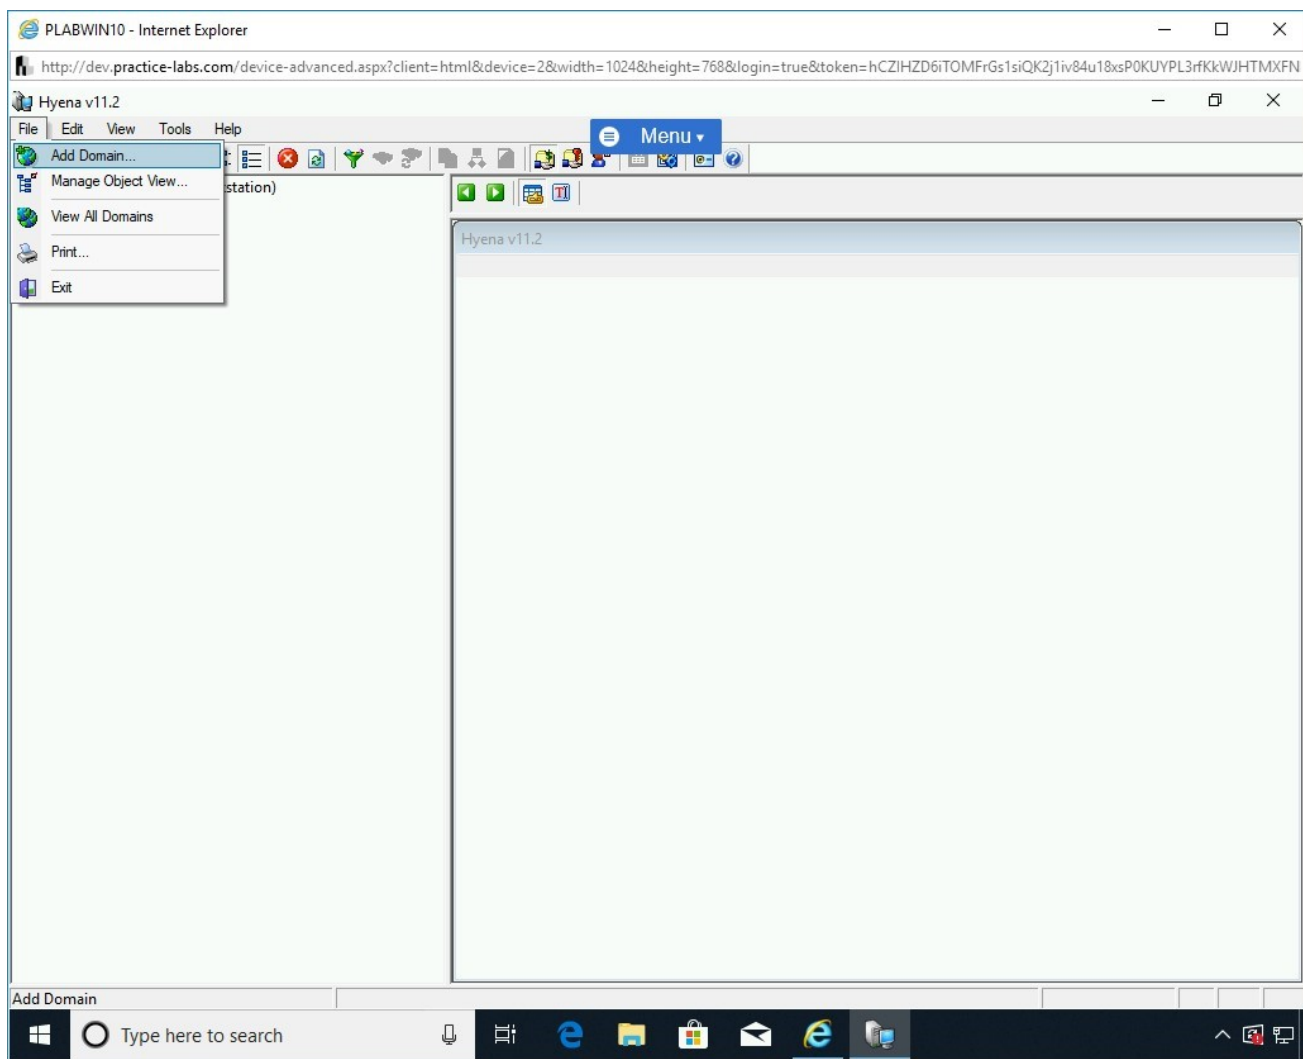 PLABWIN10 - Internet Explorer
http://dev.practice-labs.com/device-advanced.aspx?client=html&device=2&width=1024&height=768&login=true&token=hCZIHZD6iTOMFrGs1siQK2j1iv84u18xsP0KUYPL3rfKkWJHTMXFN
Hyena v11.2
File Edit View Tools Help
Menu
Add Domain...
Manage Object View...
station)
View All Domains
Print...
Exit
Hyena v11.2
Add Domain
Type here to search